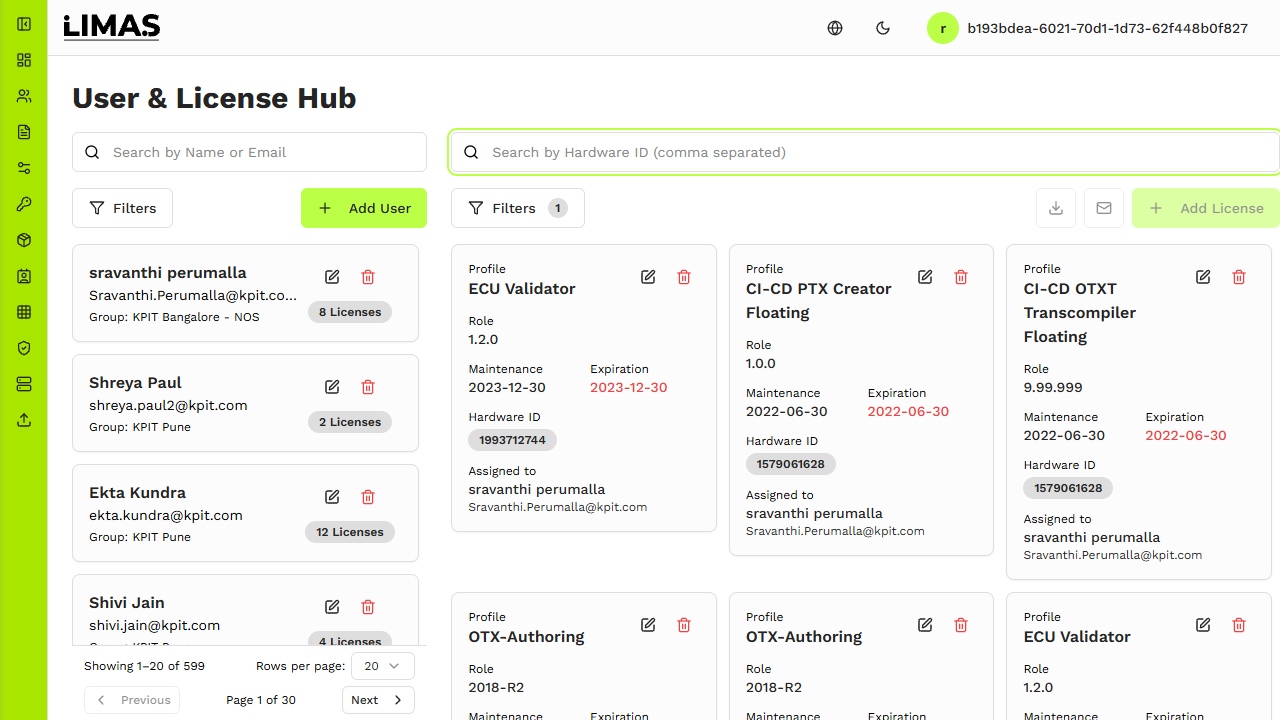 LIMAS
r
b193bdea-6021-70d1-1d73-62f448b0f827
User & License Hub
Search by Name or Email
Filters
Add User
sravanthi perumalla
Sravanthi.Perumalla@kpit.co...
Group: KPIT Bangalore - NOS
8 Licenses
Shreya Paul
shreya.paul2@kpit.com
Group: KPIT Pune
2 Licenses
Ekta Kundra
ekta.kundra@kpit.com
Group: KPIT Pune
12 Licenses
Shivi Jain
shivi.jain@kpit.com
4 Licenses
Showing 1–20 of 599
Rows per page: 20
Previous
Page 1 of 30
Next
Search by Hardware ID (comma separated)
Filters 1
Add License
Profile
ECU Validator
Role
1.2.0
Maintenance Expiration
2023-12-30 2023-12-30
Hardware ID
1993712744
Assigned to
sravanthi perumalla
Sravanthi.Perumalla@kpit.com
Profile
CI-CD PTX Creator
Floating
Role
1.0.0
Maintenance Expiration
2022-06-30 2022-06-30
Hardware ID
1579061628
Assigned to
sravanthi perumalla
Sravanthi.Perumalla@kpit.com
Profile
CI-CD OTXT
Transcompiler
Floating
Role
9.99.999
Maintenance Expiration
2022-06-30 2022-06-30
Hardware ID
1579061628
Assigned to
sravanthi perumalla
Sravanthi.Perumalla@kpit.com
Profile
OTX-Authoring
Role
2018-R2
Maintenance Expiration
Profile
OTX-Authoring
Role
2018-R2
Maintenance Expiration
Profile
ECU Validator
Role
1.2.0
Maintenance Expiration